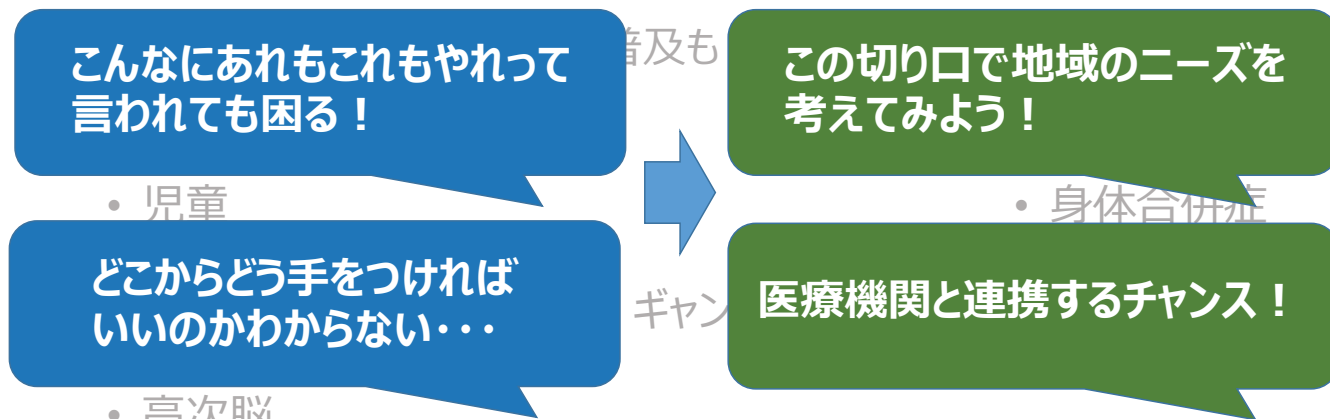 こんなにあれもこれもやれって
言われても困る！
普及も
この切り口で地域のニーズを
考えてみよう！
• 児童
• 身体合併症
どこからどう手をつければ
いいのかわからない・・・
ギャン
医療機関と連携するチャンス！
• 高次脳